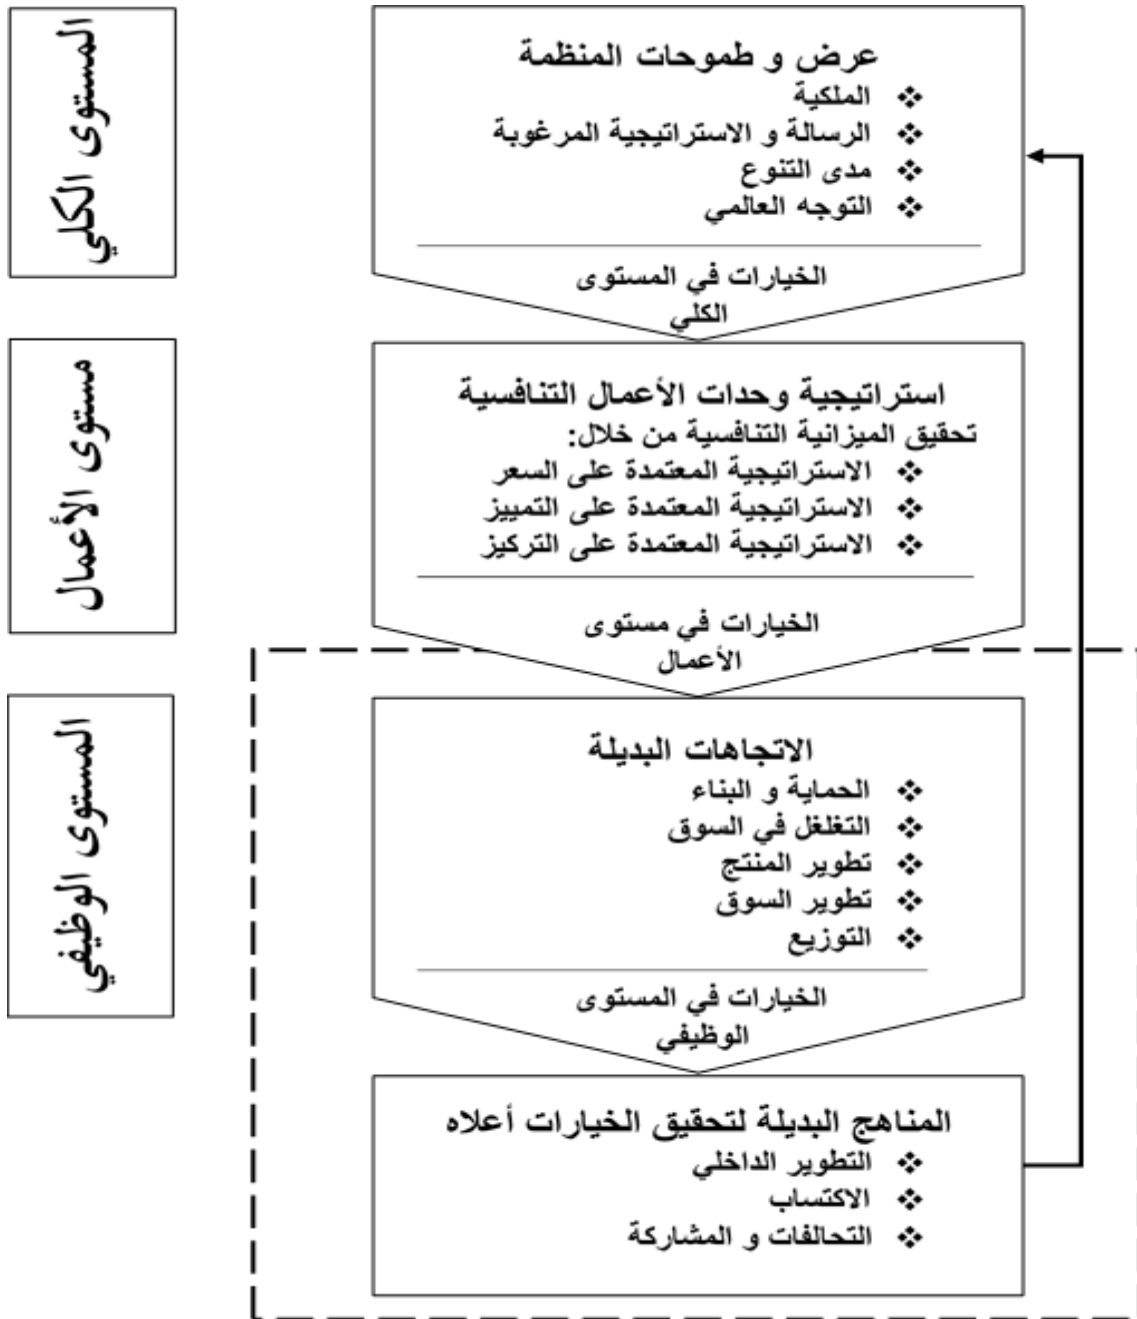 المستوى الكلي
عرض و طموحات المنظمة
❖ الملكية
❖ الرسالة و الاستراتيجية المرغوبة
❖ مدى التنوع
❖ التوجه العالمي
الخيارات في المستوى
الكلي
مستوى الأعمال
استراتيجية وحدات الأعمال التنافسية
تحقيق الميزانية التنافسية من خلال:
❖ الاستراتيجية المعتمدة على السعر
❖ الاستراتيجية المعتمدة على التمييز
❖ الاستراتيجية المعتمدة على التركيز
الخيارات في مستوى
الأعمال
المستوى الوظيفي
الاتجاهات البديلة
❖ الحماية و البناء
❖ التغلغل في السوق
❖ تطوير المنتج
❖ تطوير السوق
❖ التوزيع
الخيارات في المستوى
الوظيفي
المناهج البديلة لتحقيق الخيارات أعلاه
❖ التطوير الداخلي
❖ الاكتساب
❖ التحالفات و المشاركة